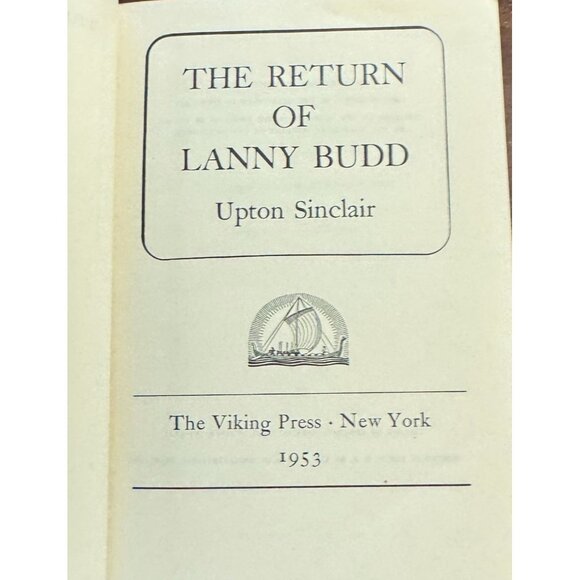 THE RETURN
OF
LANNY BUDD
Upton Sinclair
The Viking Press · New York
1953